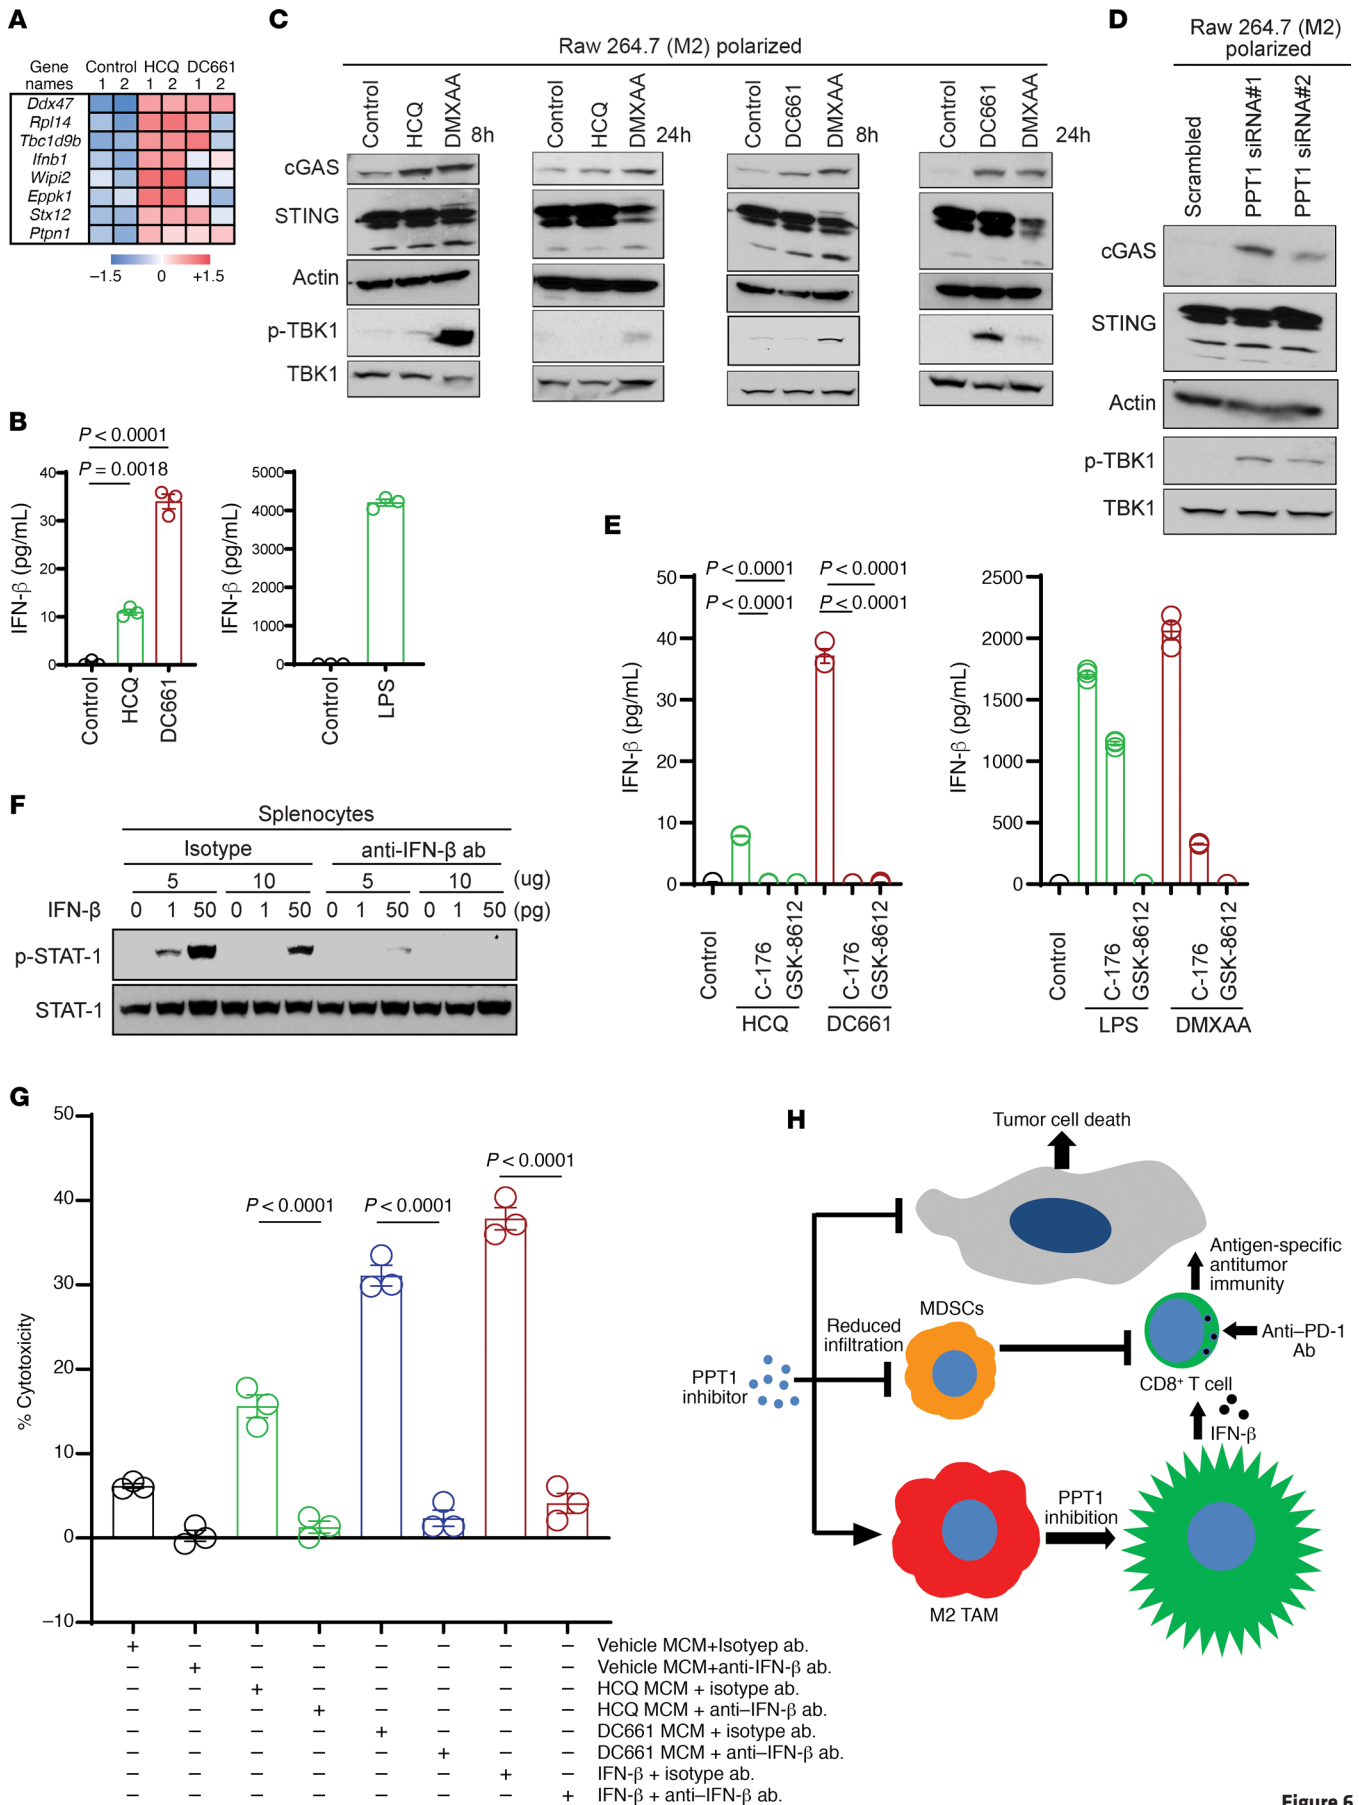 A
Gene names Control HCQ DC661
1 2 1 2 1 2
Ddx47
Rpl14
Tbc1d9b
Ifnb1
Wipi2
Eppk1
Stx12
Ptpn1
−1.5 0 +1.5
B
P < 0.0001
P = 0.0018
IFN-β (pg/mL)
40
30
20
10
0
Control HCQ DC661
IFN-β (pg/mL)
5000
4000
3000
2000
1000
0
Control LPS
C
Raw 264.7 (M2) polarized
Control HCQ DMXAA 8h
Control HCQ DMXAA 24h
Control DC661 DMXAA 8h
Control DC661 DMXAA 24h
cGAS
STING
Actin
p-TBK1
TBK1
D
Raw 264.7 (M2)
polarized
Scrambled PPT1 siRNA#1 PPT1 siRNA#2
cGAS
STING
Actin
p-TBK1
TBK1
E
P < 0.0001 P < 0.0001
P < 0.0001 P < 0.0001
IFN-β (pg/mL)
50
40
30
20
10
0
Control C-176 GSK-8612 C-176 GSK-8612
HCQ DC661
IFN-β (pg/mL)
2500
2000
1500
1000
500
0
Control C-176 GSK-8612 C-176 GSK-8612
LPS DMXAA
F
Splenocytes
Isotype anti-IFN-β ab
5 10 5 10 (ug)
IFN-β 0 1 50 0 1 50 0 1 50 0 1 50 (pg)
p-STAT-1
STAT-1
G
% Cytotoxicity
50
40
30
20
10
0
−10
P < 0.0001
P < 0.0001
P < 0.0001
+ − − − − − − − Vehicle MCM+Isotyep ab.
− + − − − − − − Vehicle MCM+anti-IFN-β ab.
− − + − − − − − HCQ MCM + isotype ab.
− − − + − − − − HCQ MCM + anti–IFN-β ab.
− − − − + − − − DC661 MCM + isotype ab.
− − − − − + − − DC661 MCM + anti–IFN-β ab.
− − − − − − + − IFN-β + isotype ab.
− − − − − − − + IFN-β + anti–IFN-β ab.
H
Tumor cell death
Antigen-specific
antitumor
immunity
MDSCs
Reduced
infiltration
Anti–PD-1
Ab
PPT1
inhibitor
CD8+ T cell
IFN-β
PPT1
inhibition
M2 TAM
Figure 6